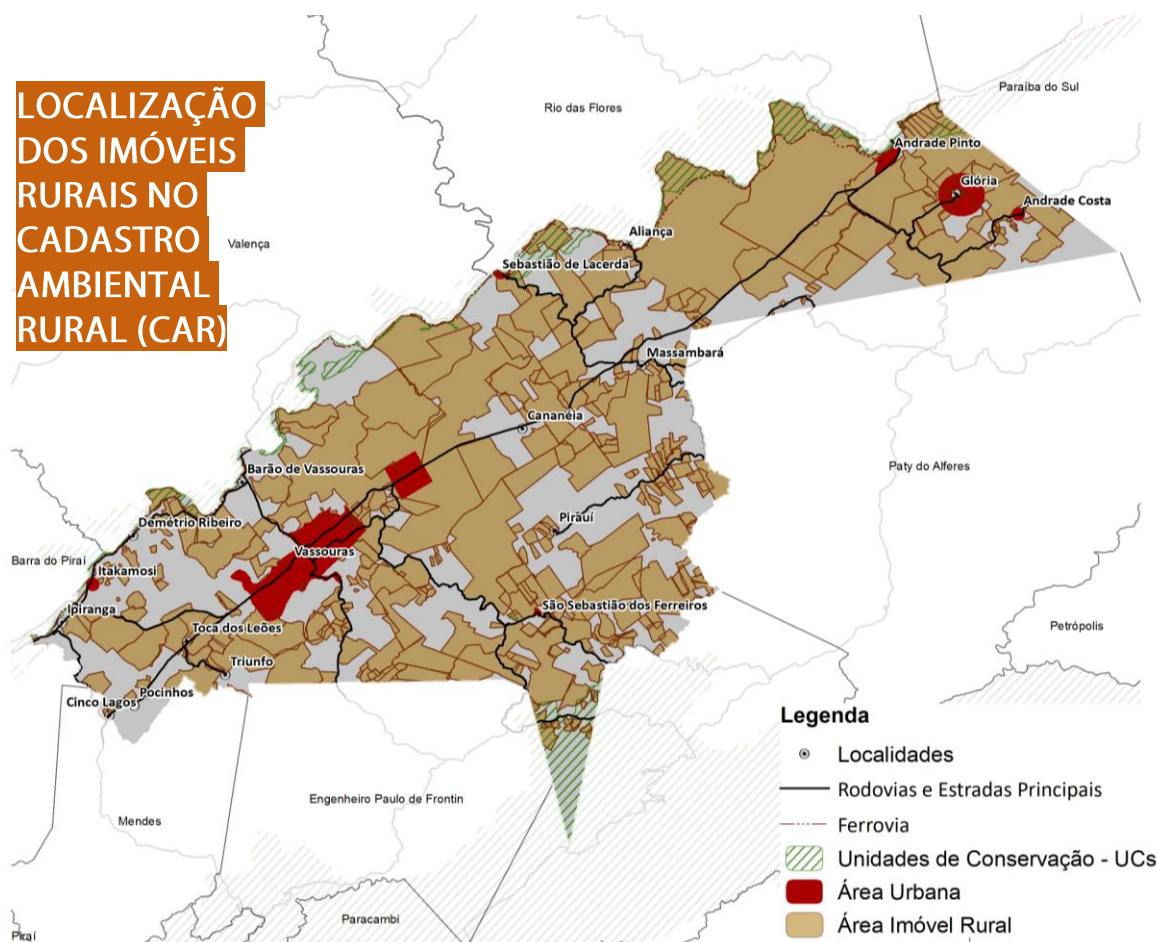 LOCALIZAÇÃO
DOS IMÓVEIS
RURAIS NO
CADASTRO
AMBIENTAL
RURAL (CAR)
Paraíba do Sul
Rio das Flores
Andrade Pinto
Glória
Andrade Costa
Aliança
Valença
Sebastião de Lacerda
Massambará
Cananéia
Barão de Vassouras
Paty do Alferes
Pirauí
Demétrio Ribeiro
Vassouras
Barra do Piraí
Itakamosi
Ipiranga
São Sebastião dos Ferreiros
Toca dos Leões
Petrópolis
Triunfo
Pocinhos
Cinco Lagos
Engenheiro Paulo de Frontin
Mendes
Paracambi
Piraí
Legenda
Localidades
Rodovias e Estradas Principais
Ferrovia
Unidades de Conservação - UCs
Área Urbana
Área Imóvel Rural